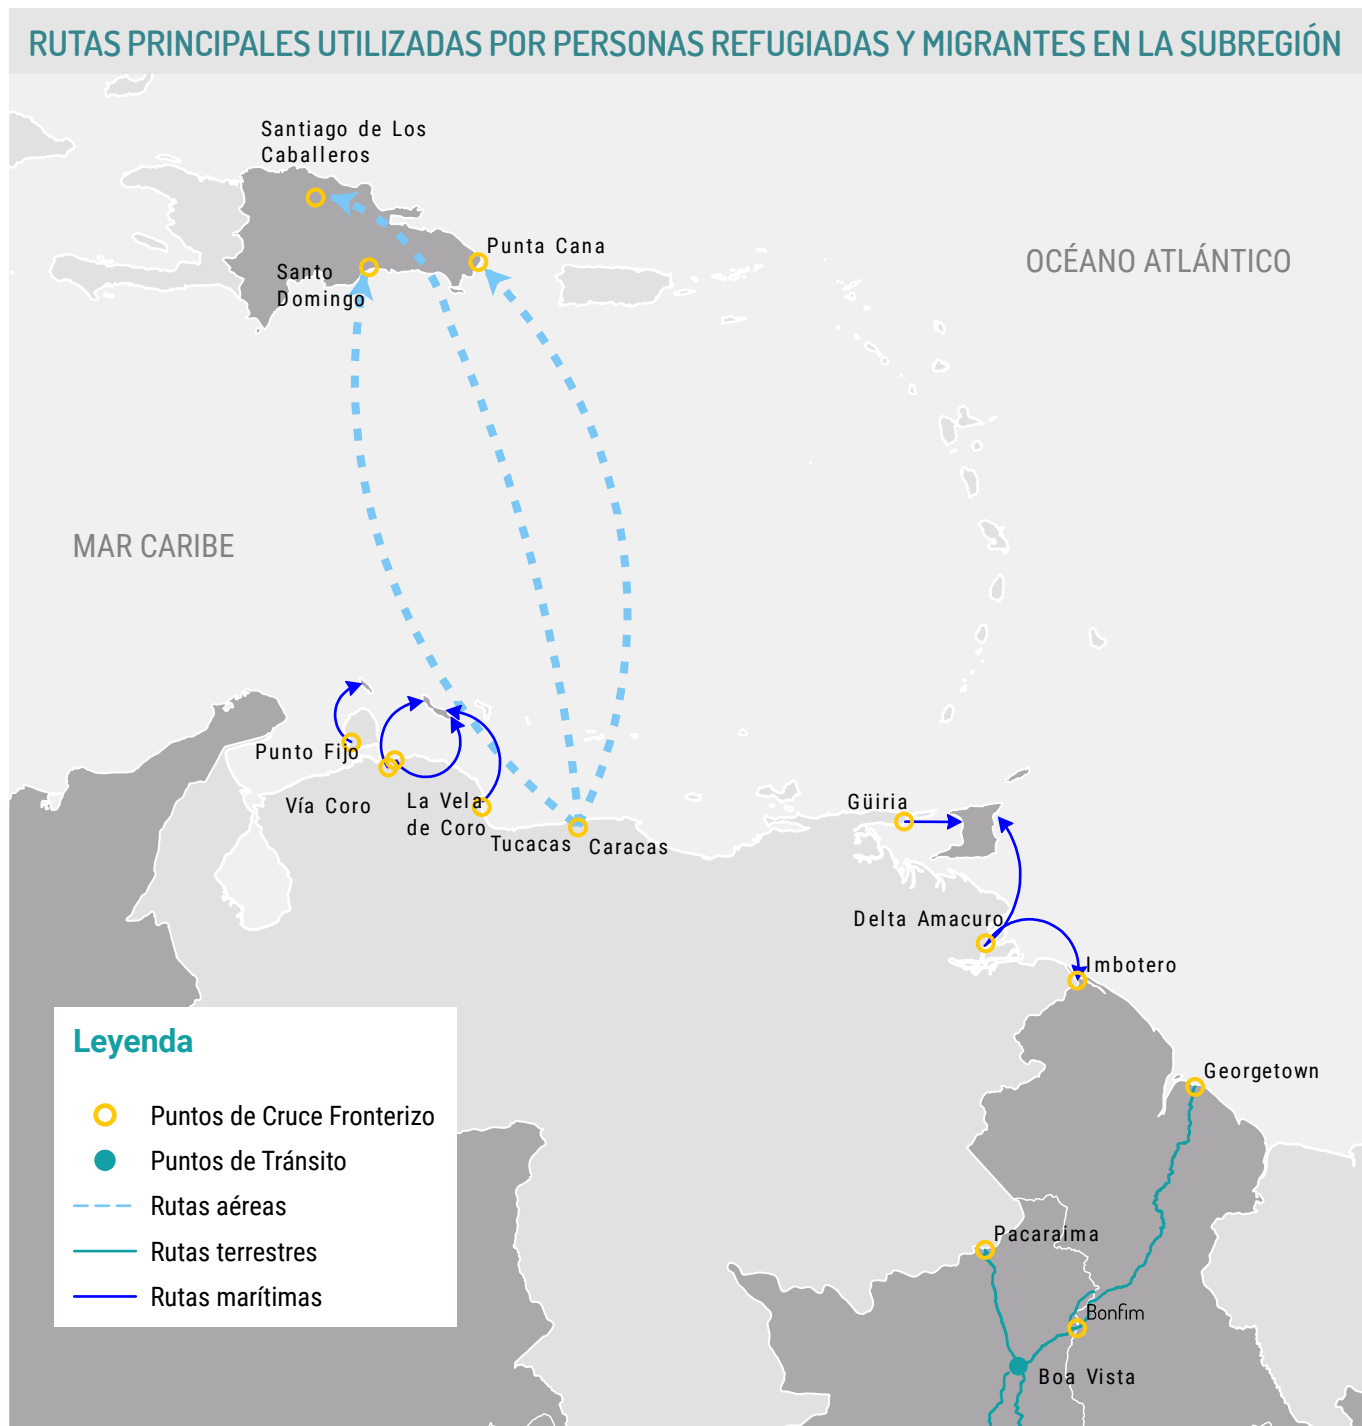 RUTAS PRINCIPALES UTILIZADAS POR PERSONAS REFUGIADAS Y MIGRANTES EN LA SUBREGIÓN
Santiago de Los
Caballeros
Punta Cana
OCÉANO ATLÁNTICO
Santo
Domingo
MAR CARIBE
Punto Fijo
Vía Coro
La Vela
de Coro
Tucacas
Caracas
Güiria
Delta Amacuro
Imbotero
Georgetown
Pacaraima
Bonfim
Boa Vista
Leyenda
Puntos de Cruce Fronterizo
Puntos de Tránsito
Rutas aéreas
Rutas terrestres
Rutas marítimas